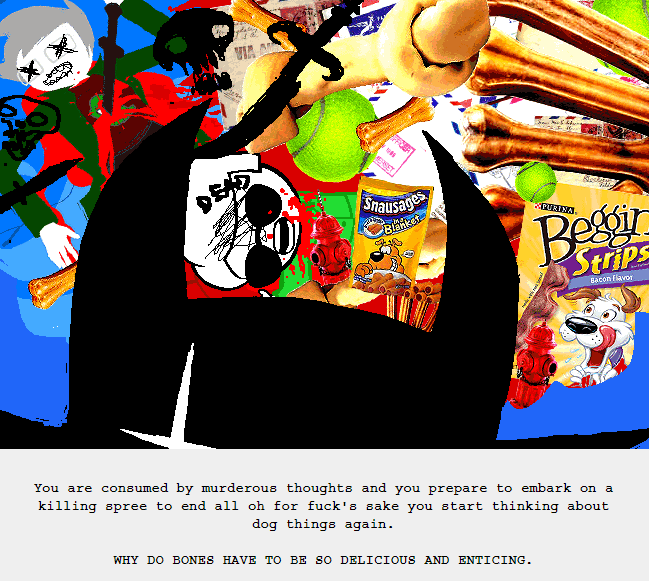 VIA AI
DEAD
Snausages
in a
Blanket
PURINA
Beggin'
Strips
Bacon flavor
You are consumed by murderous thoughts and you prepare to embark on a
killing spree to end all oh for fuck's sake you start thinking about
dog things again.
WHY DO BONES HAVE TO BE SO DELICIOUS AND ENTICING.